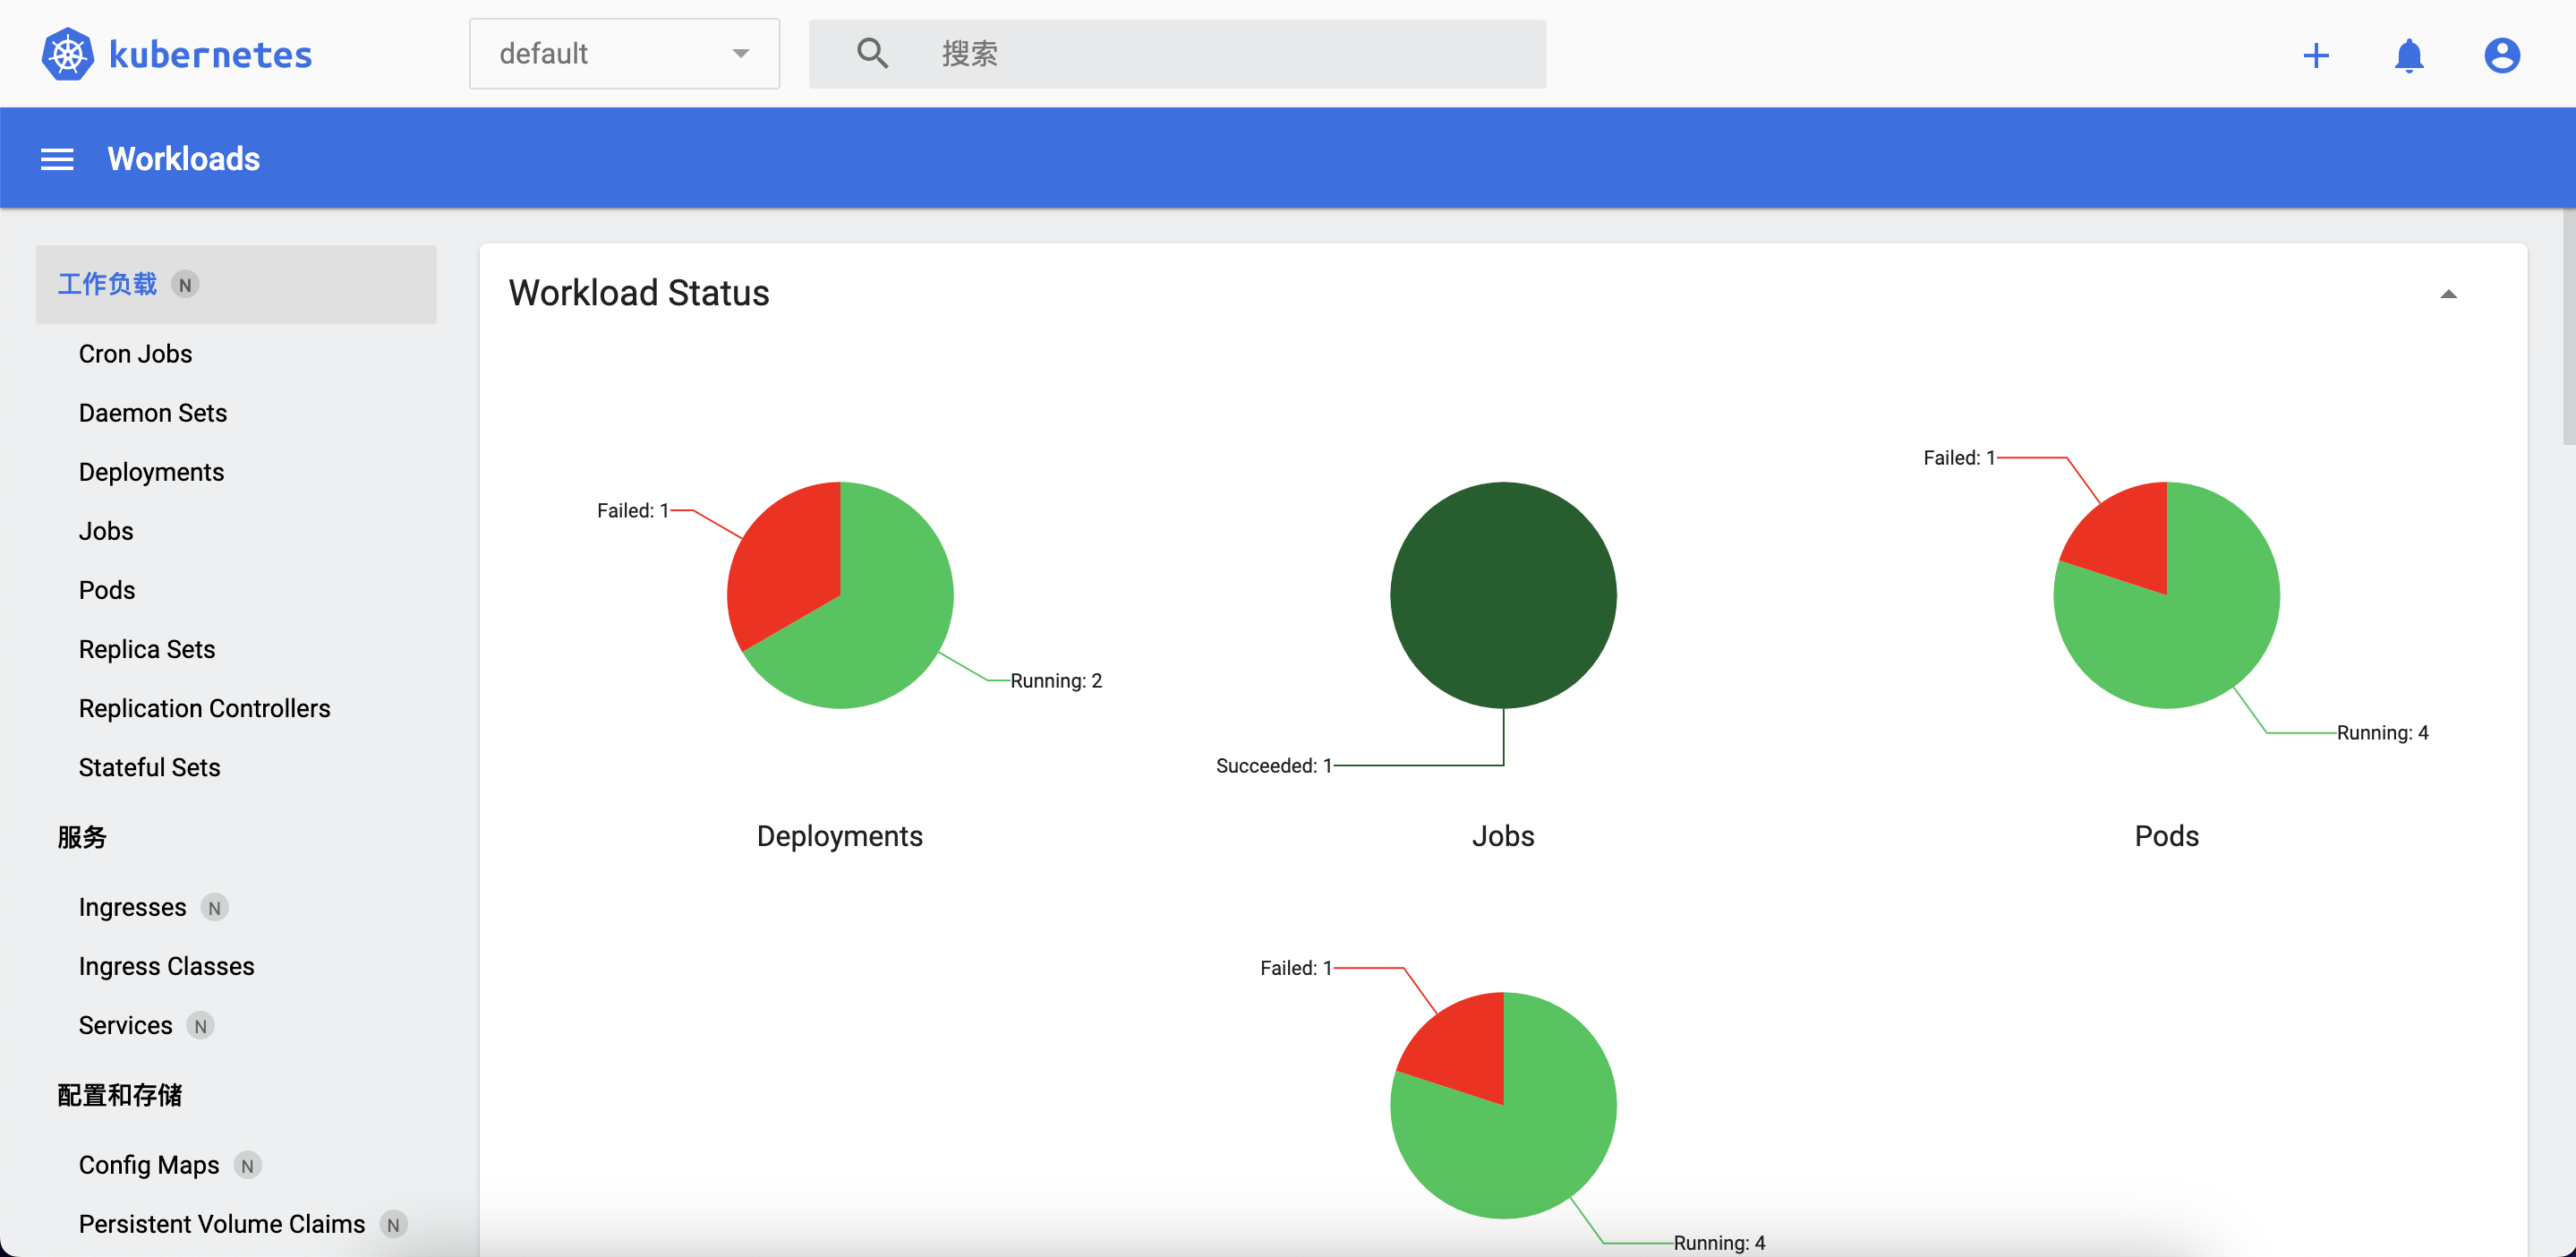 kubernetes
default
搜索
Workloads
工作负载 N
Cron Jobs
Daemon Sets
Deployments
Jobs
Pods
Replica Sets
Replication Controllers
Stateful Sets
服务
Ingresses N
Ingress Classes
Services N
配置和存储
Config Maps N
Persistent Volume Claims N
Workload Status
Failed: 1
Running: 2
Deployments
Succeeded: 1
Jobs
Failed: 1
Running: 4
Pods
Failed: 1
Running: 4